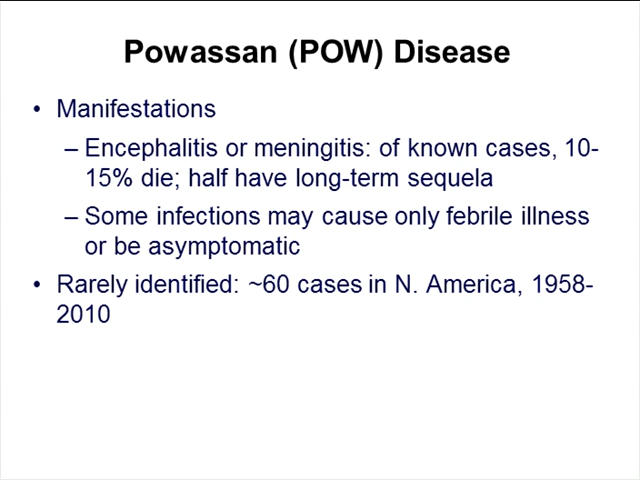 Powassan (POW) Disease
• Manifestations
– Encephalitis or meningitis: of known cases, 10-
15% die; half have long-term sequela
– Some infections may cause only febrile illness
or be asymptomatic
• Rarely identified: ~60 cases in N. America, 1958-
2010